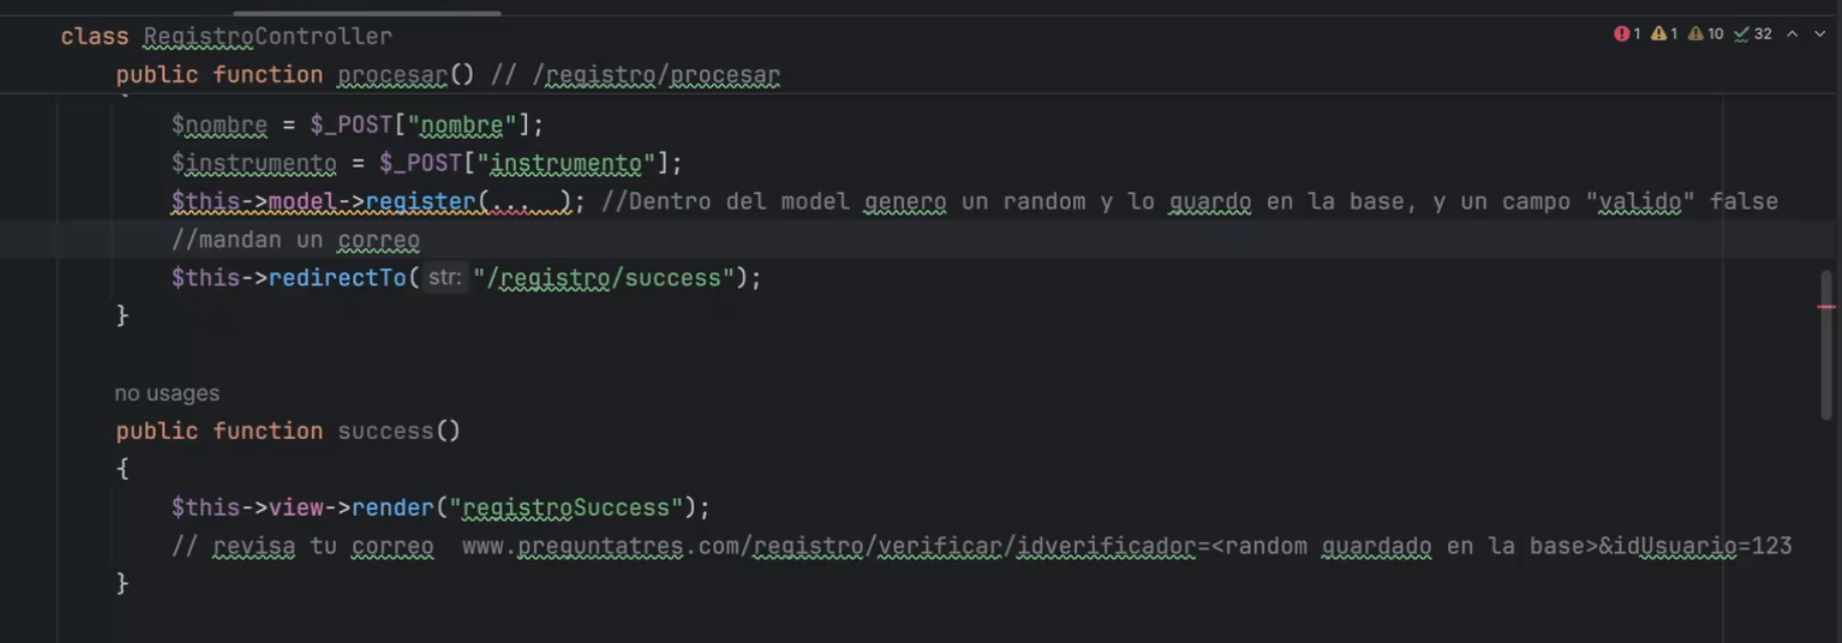 class RegistroController
1 1 10 32
public function procesar() // /registro/procesar
{
$nombre = $_POST["nombre"];
$instrumento = $_POST["instrumento"];
$this->model->register(...  ); //Dentro del model genero un random y lo guardo en la base, y un campo "valido" false
//mandan un correo
$this->redirectTo( str: "/registro/success");
}
no usages
public function success()
{
$this->view->render("registroSuccess");
// revisa tu correo  www.preguntatres.com/registro/verificar/idverificador=<random guardado en la base>&idUsuario=123
}